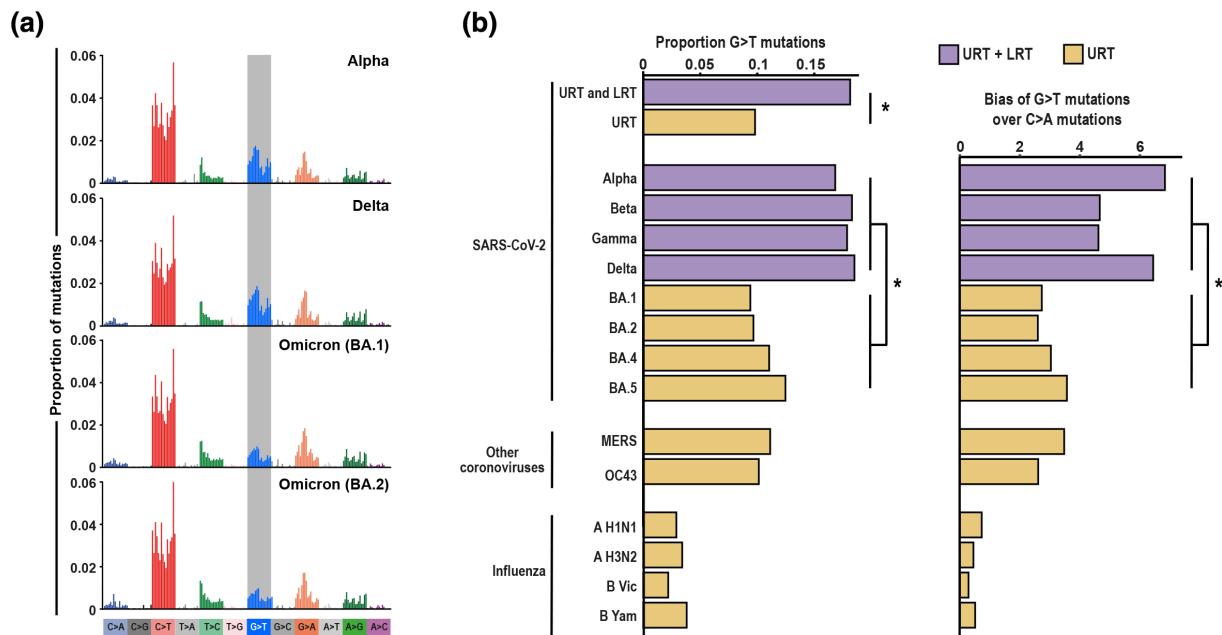 (a)
Proportion of mutations
0.06
0.04
0.02
0
Alpha
0.06
0.04
0.02
0
Delta
0.06
0.04
0.02
0
Omicron (BA.1)
0.06
0.04
0.02
0
Omicron (BA.2)
C>A C>G C>T T>A T>C T>G G>T G>C G>A A>T A>G A>C
(b)
Proportion G>T mutations
0 0.05 0.1 0.15
URT + LRT URT
Bias of G>T mutations
over C>A mutations
0 2 4 6
SARS-CoV-2
URT and LRT
*
URT
Alpha
Beta
Gamma
Delta
* *
BA.1
BA.2
BA.4
BA.5
Other
coronoviruses
MERS
OC43
Influenza
A H1N1
A H3N2
B Vic
B Yam